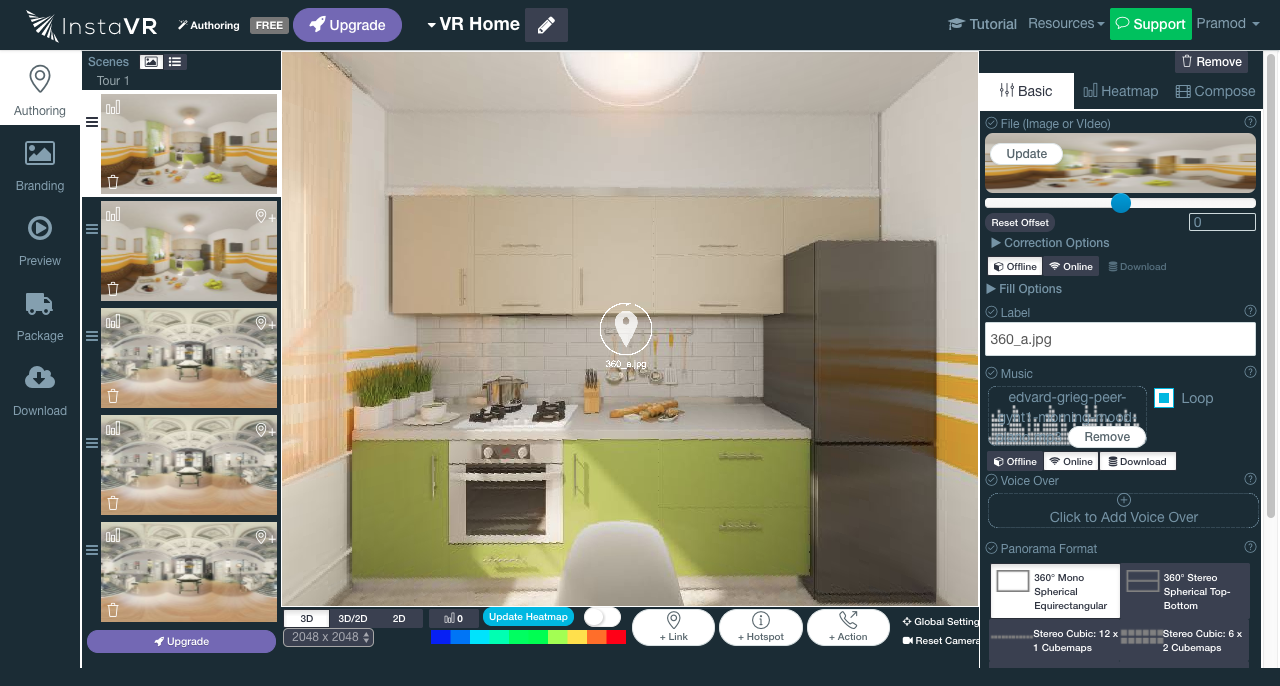 InstaVR
Authoring
FREE
Upgrade
VR Home
Tutorial
Resources
Support
Pramod
Authoring
Branding
Preview
Package
Download
Scenes
Tour 1
Upgrade
360_a.jpg
3D
3D/2D
2D
0
Update Heatmap
2048 x 2048
+ Link
+ Hotspot
+ Action
Global Setting
Reset Camera
Remove
Basic
Heatmap
Compose
File (Image or VIdeo)
Update
Reset Offset
0
Correction Options
Offline
Online
Download
Fill Options
Label
360_a.jpg
Music
edvard-grieg-peer-
Remove
Loop
Offline
Online
Download
Voice Over
Click to Add Voice Over
Panorama Format
360° Mono
Spherical
Equirectangular
360° Stereo
Spherical Top-
Bottom
Stereo Cubic: 12 x
1 Cubemaps
Stereo Cubic: 6 x
2 Cubemaps